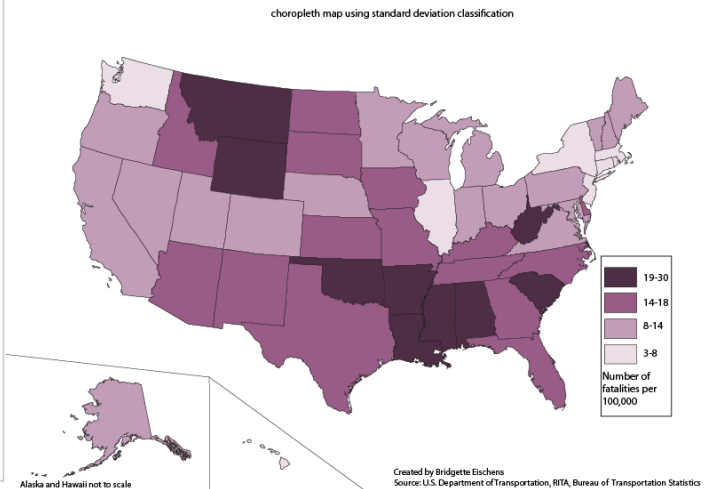 choropleth map using standard deviation classification
19-30
14-18
8-14
3-8
Number of
fatalities per
100,000
Created by Bridgette Eischens
Source: U.S. Department of Transportation, RITA, Bureau of Transportation Statistics
Alaska and Hawaii not to scale